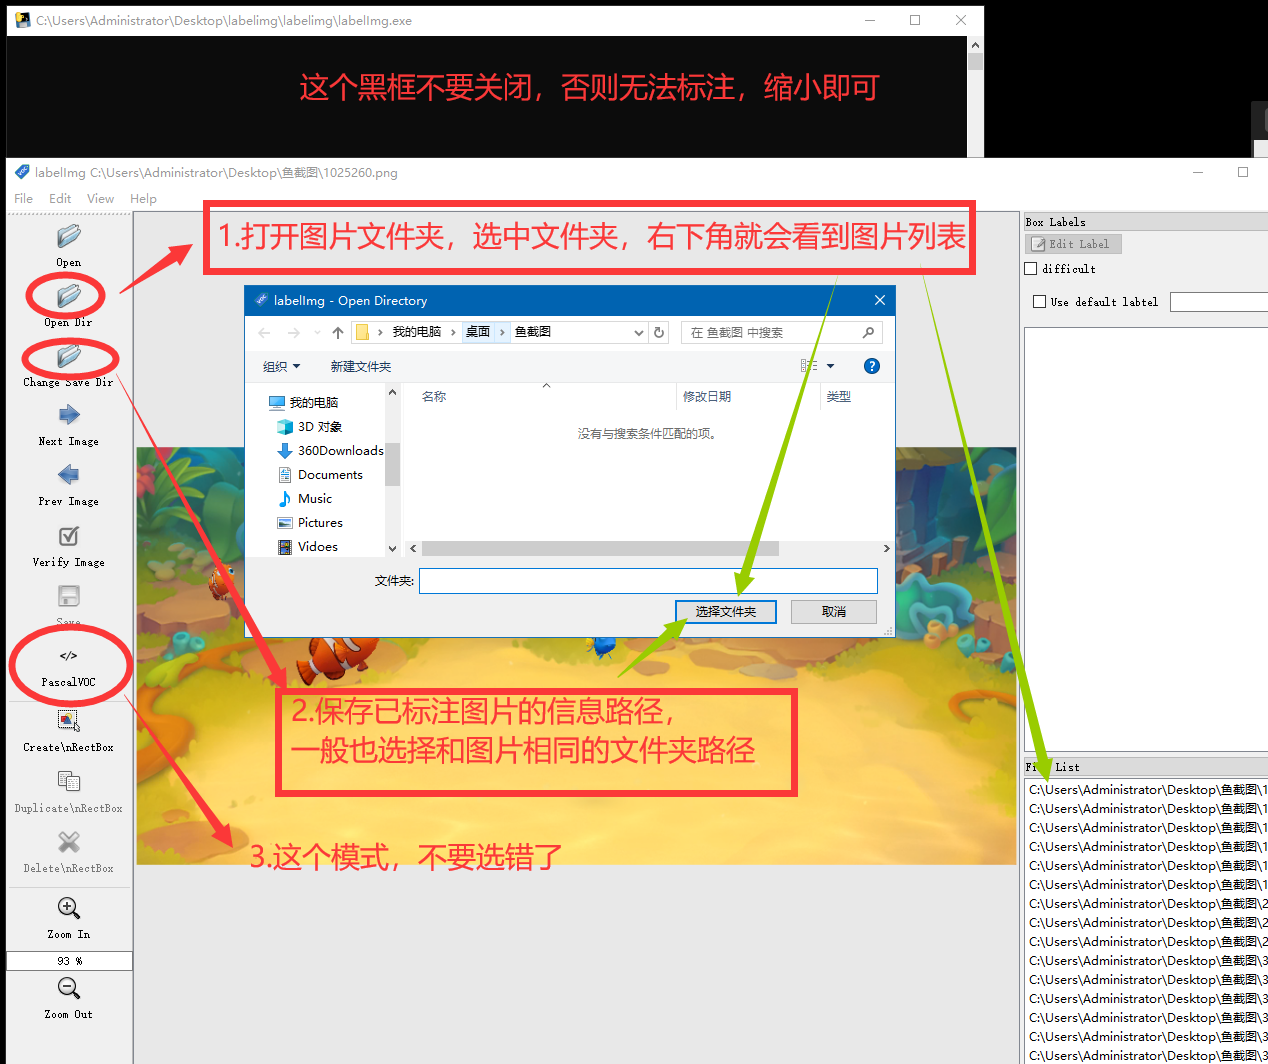 C:\Users\Administrator\Desktop\labelimg\labelimg\labelImg.exe
这个黑框不要关闭，否则无法标注，缩小即可
labelImg C:\Users\Administrator\Desktop\鱼截图\1025260.png
File Edit View Help
1.打开图片文件夹，选中文件夹，右下角就会看到图片列表
Open
Open Dir
Change Save Dir
Next Image
Prev Image
Verify Image
Save
</>
PascalVOC
Create\nRectBox
Duplicate\nRectBox
Delete\nRectBox
Zoom In
93 %
Zoom Out
labelImg - Open Directory
我的电脑 > 桌面 > 鱼截图
在 鱼截图 中搜索
组织 新建文件夹
我的电脑
3D 对象
360Downloads
Documents
Music
Pictures
Vidoes
名称 修改日期 类型
没有与搜索条件匹配的项。
文件夹:
选择文件夹 取消
2.保存已标注图片的信息路径，
一般也选择和图片相同的文件夹路径
3.这个模式，不要选错了
Box Labels
Edit Label
difficult
Use default labtel
List
C:\Users\Administrator\Desktop\鱼截图\1
C:\Users\Administrator\Desktop\鱼截图\1
C:\Users\Administrator\Desktop\鱼截图\1
C:\Users\Administrator\Desktop\鱼截图\1
C:\Users\Administrator\Desktop\鱼截图\1
C:\Users\Administrator\Desktop\鱼截图\1
C:\Users\Administrator\Desktop\鱼截图\2
C:\Users\Administrator\Desktop\鱼截图\2
C:\Users\Administrator\Desktop\鱼截图\2
C:\Users\Administrator\Desktop\鱼截图\3
C:\Users\Administrator\Desktop\鱼截图\3
C:\Users\Administrator\Desktop\鱼截图\3
C:\Users\Administrator\Desktop\鱼截图\3
C:\Users\Administrator\Desktop\鱼截图\3
C:\Users\Administrator\Desktop\鱼截图\3